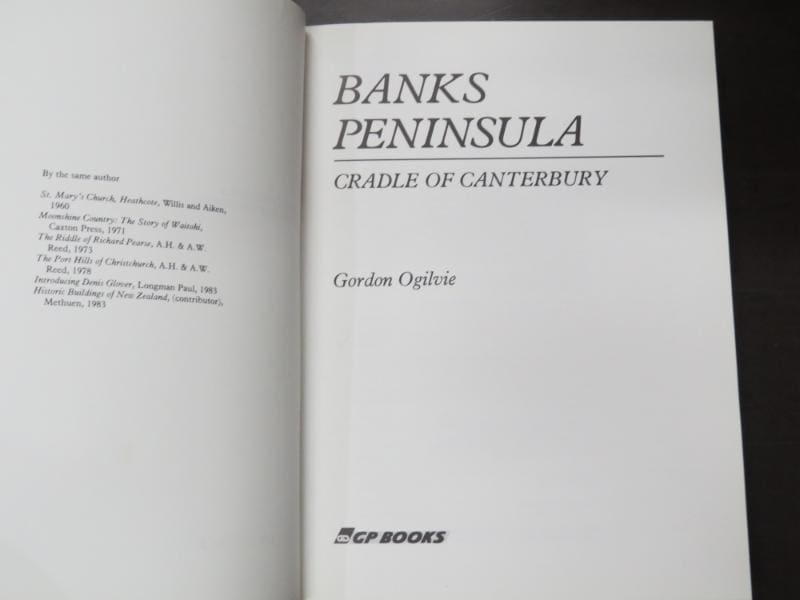 By the same author
St. Mary's Church, Heathcote, Willis and Aiken,
1960
Moonshine Country: The Story of Waitohi,
Caxton Press, 1971
The Riddle of Richard Pearse, A.H. & A.W.
Reed, 1973
The Port Hills of Christchurch, A.H. & A.W.
Reed, 1978
Introducing Denis Glover, Longman Paul, 1983
Historic Buildings of New Zealand, (contributor),
Methuen, 1983
BANKS
PENINSULA
CRADLE OF CANTERBURY
Gordon Ogilvie
GP BOOKS